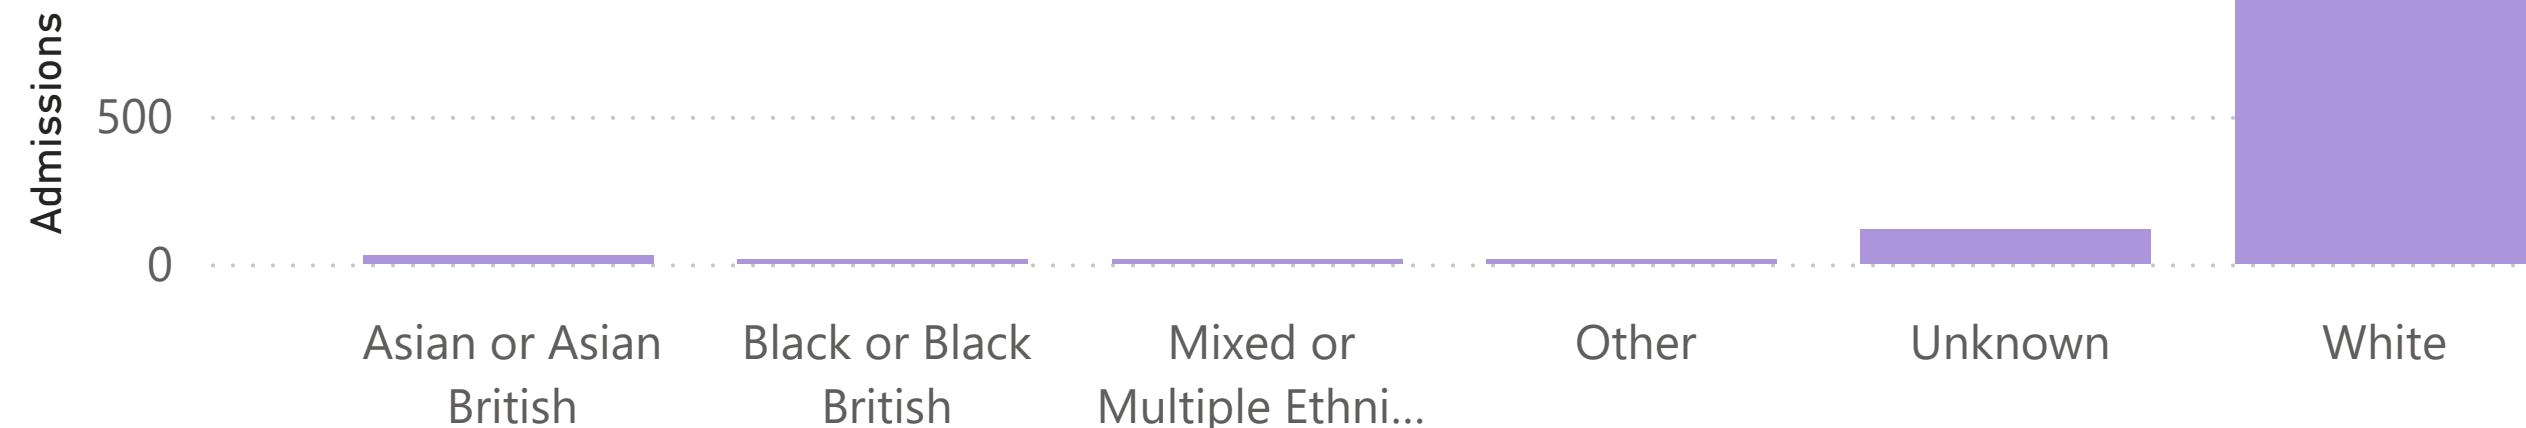 Admissions
500
0
Asian or Asian British
Black or Black British
Mixed or Multiple Ethni...
Other
Unknown
White